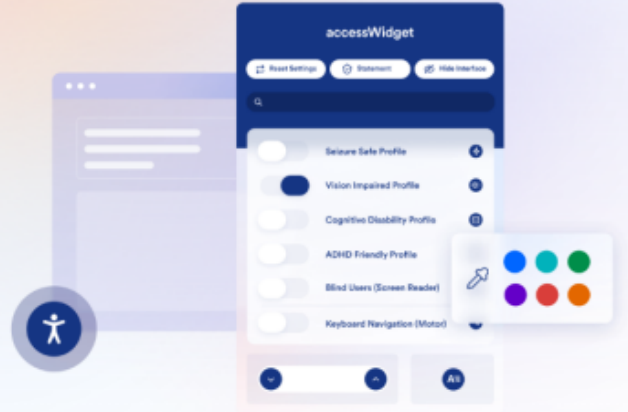 accessWidget
Reset Settings
Statement
Hide Interface
Seizure Safe Profile
Vision Impaired Profile
Cognitive Disability Profile
ADHD Friendly Profile
Blind Users (Screen Reader)
Keyboard Navigation (Motor)